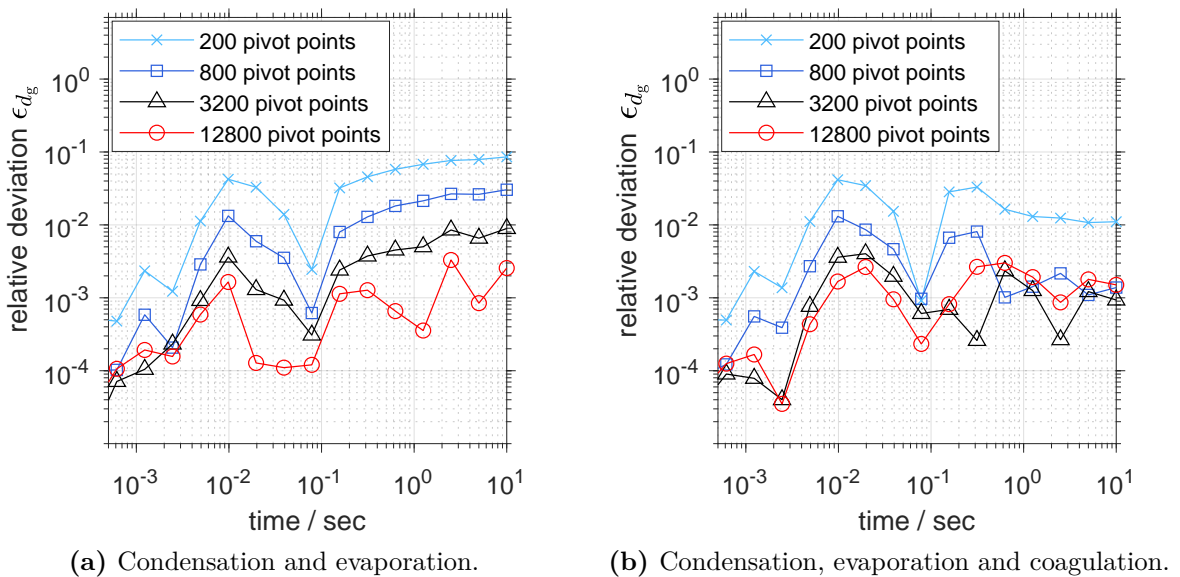 200 pivot points
800 pivot points
3200 pivot points
12800 pivot points
10^0
10^-1
10^-2
10^-3
10^-4
relative deviation ϵ_{d_g}
10^-3
10^-2
10^-1
10^0
10^1
time / sec
(a) Condensation and evaporation.
200 pivot points
800 pivot points
3200 pivot points
12800 pivot points
10^0
10^-1
10^-2
10^-3
10^-4
relative deviation ϵ_{d_g}
10^-3
10^-2
10^-1
10^0
10^1
time / sec
(b) Condensation, evaporation and coagulation.